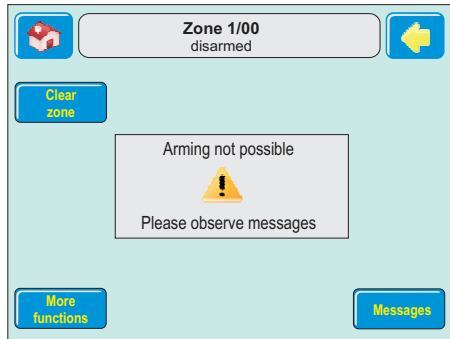 Zone 1/00
disarmed
Clear
zone
Arming not possible
Please observe messages
More
functions
Messages